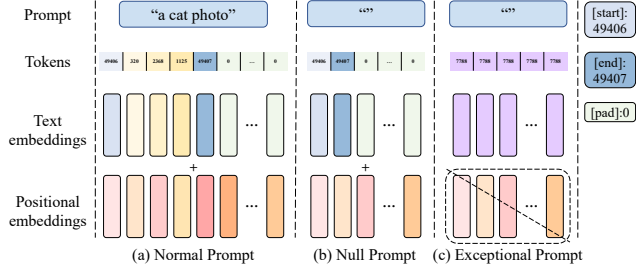 Prompt “a cat photo” “” “” [start]: 49406
Tokens 49406 320 2368 1125 49407 0 ... 0 49406 49407 0 ... 0 7788 7788 7788 7788 7788 [end]: 49407
[pad]:0
Text embeddings ... ... ...
+ +
Positional embeddings ... ... ...
(a) Normal Prompt (b) Null Prompt (c) Exceptional Prompt